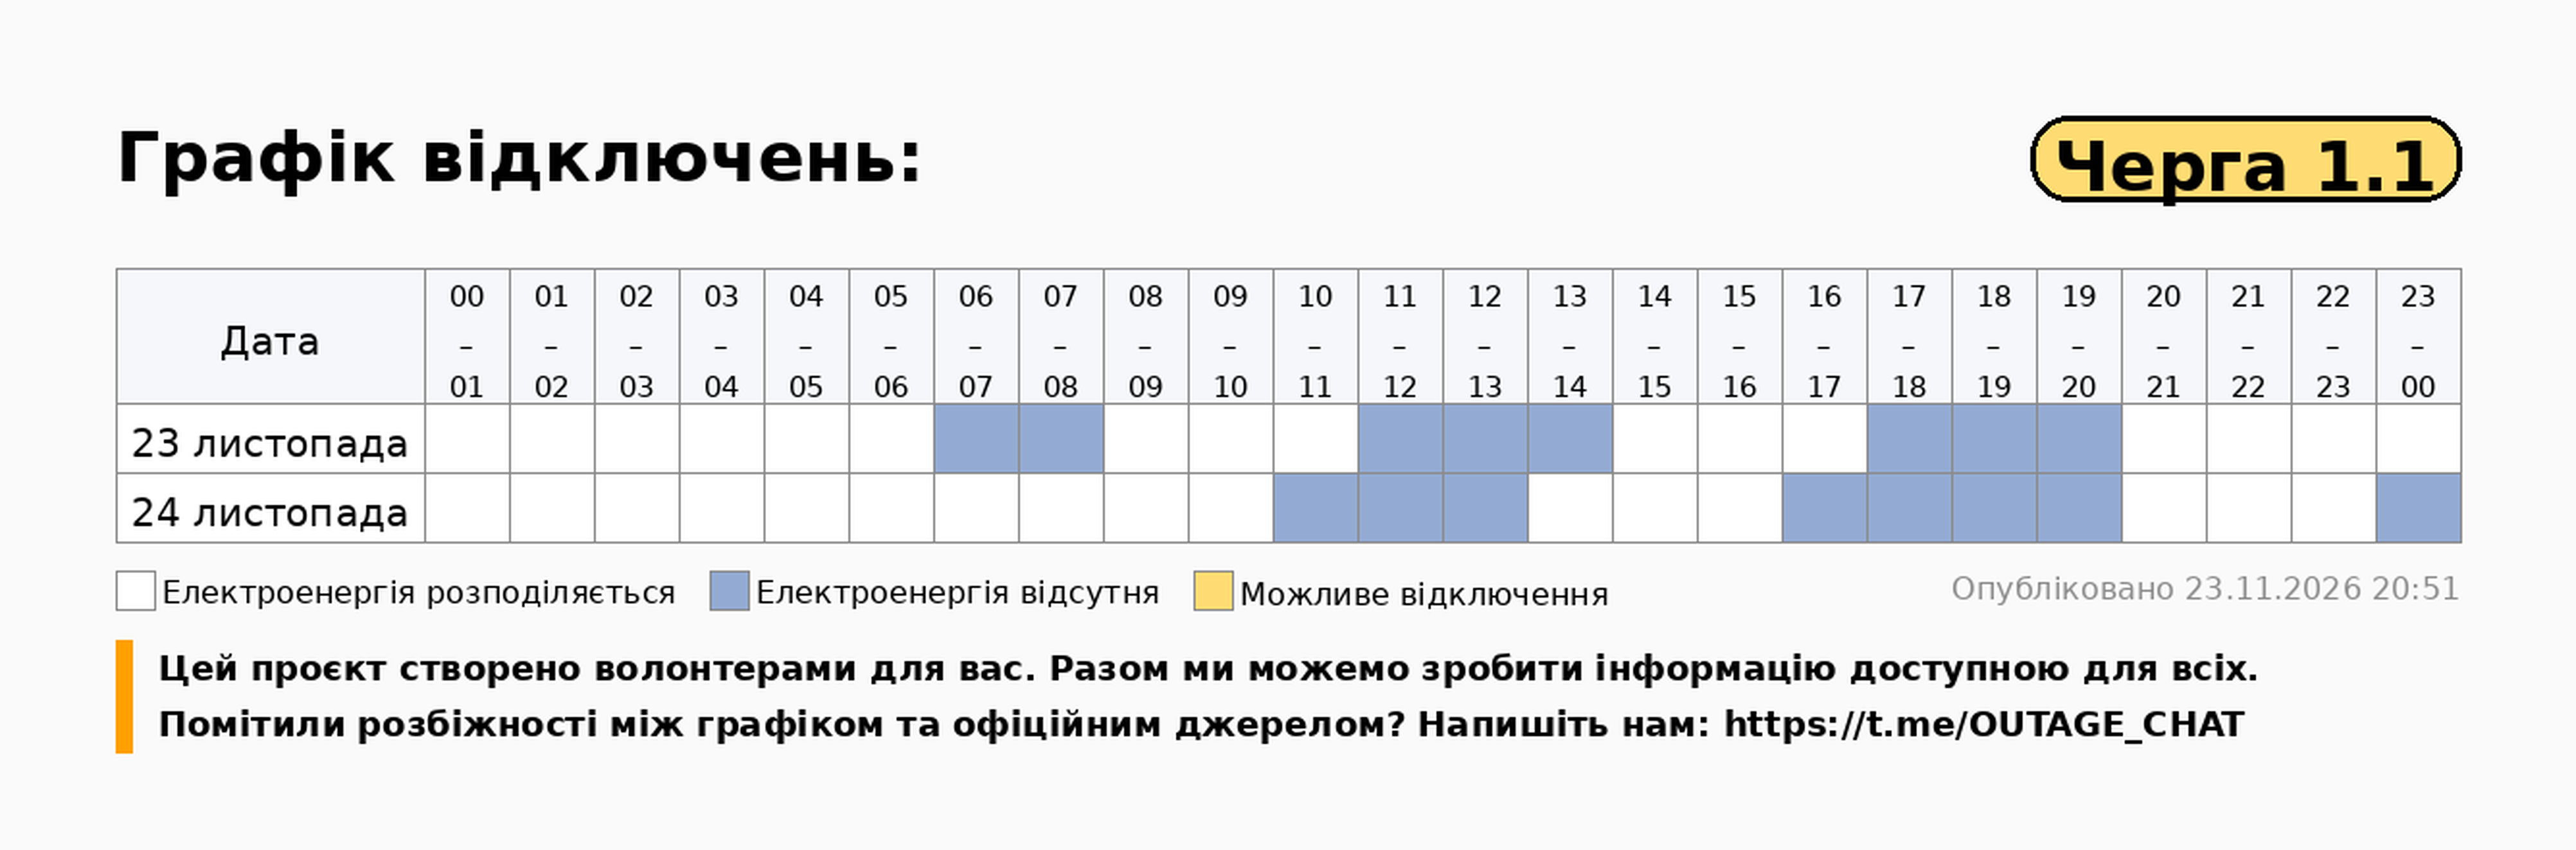 Графік відключень:
Черга 1.1
Дата
00 – 01
01 – 02
02 – 03
03 – 04
04 – 05
05 – 06
06 – 07
07 – 08
08 – 09
09 – 10
10 – 11
11 – 12
12 – 13
13 – 14
14 – 15
15 – 16
16 – 17
17 – 18
18 – 19
19 – 20
20 – 21
21 – 22
22 – 23
23 – 00
23 листопада
24 листопада
Електроенергія розподіляється
Електроенергія відсутня
Можливе відключення
Опубліковано 23.11.2026 20:51
Цей проєкт створено волонтерами для вас. Разом ми можемо зробити інформацію доступною для всіх.
Помітили розбіжності між графіком та офіційним джерелом? Напишіть нам: https://t.me/OUTAGE_CHAT